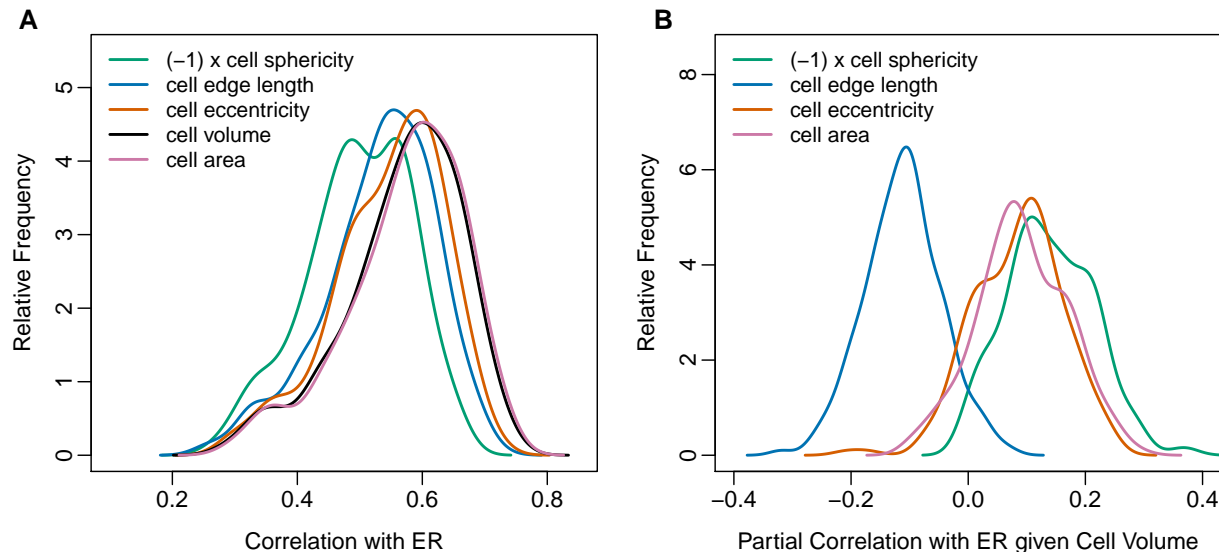 A
(−1) x cell sphericity
cell edge length
cell eccentricity
cell volume
cell area
Relative Frequency
5
4
3
2
1
0
0.2 0.4 0.6 0.8
Correlation with ER
B
(−1) x cell sphericity
cell edge length
cell eccentricity
cell area
Relative Frequency
8
6
4
2
0
−0.4 −0.2 0.0 0.2 0.4
Partial Correlation with ER given Cell Volume